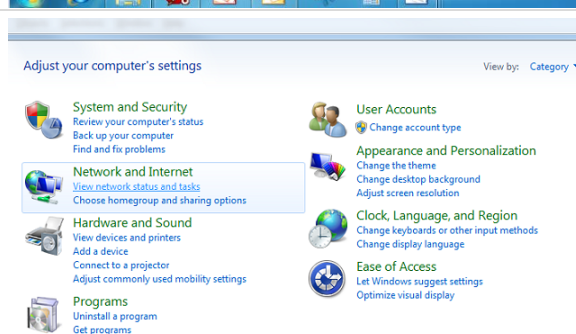 Adjust your computer's settings
View by: Category
System and Security
Review your computer's status
Back up your computer
Find and fix problems
Network and Internet
View network status and tasks
Choose homegroup and sharing options
Hardware and Sound
View devices and printers
Add a device
Connect to a projector
Adjust commonly used mobility settings
Programs
Uninstall a program
Get programs
User Accounts
Change account type
Appearance and Personalization
Change the theme
Change desktop background
Adjust screen resolution
Clock, Language, and Region
Change keyboards or other input methods
Change display language
Ease of Access
Let Windows suggest settings
Optimize visual display